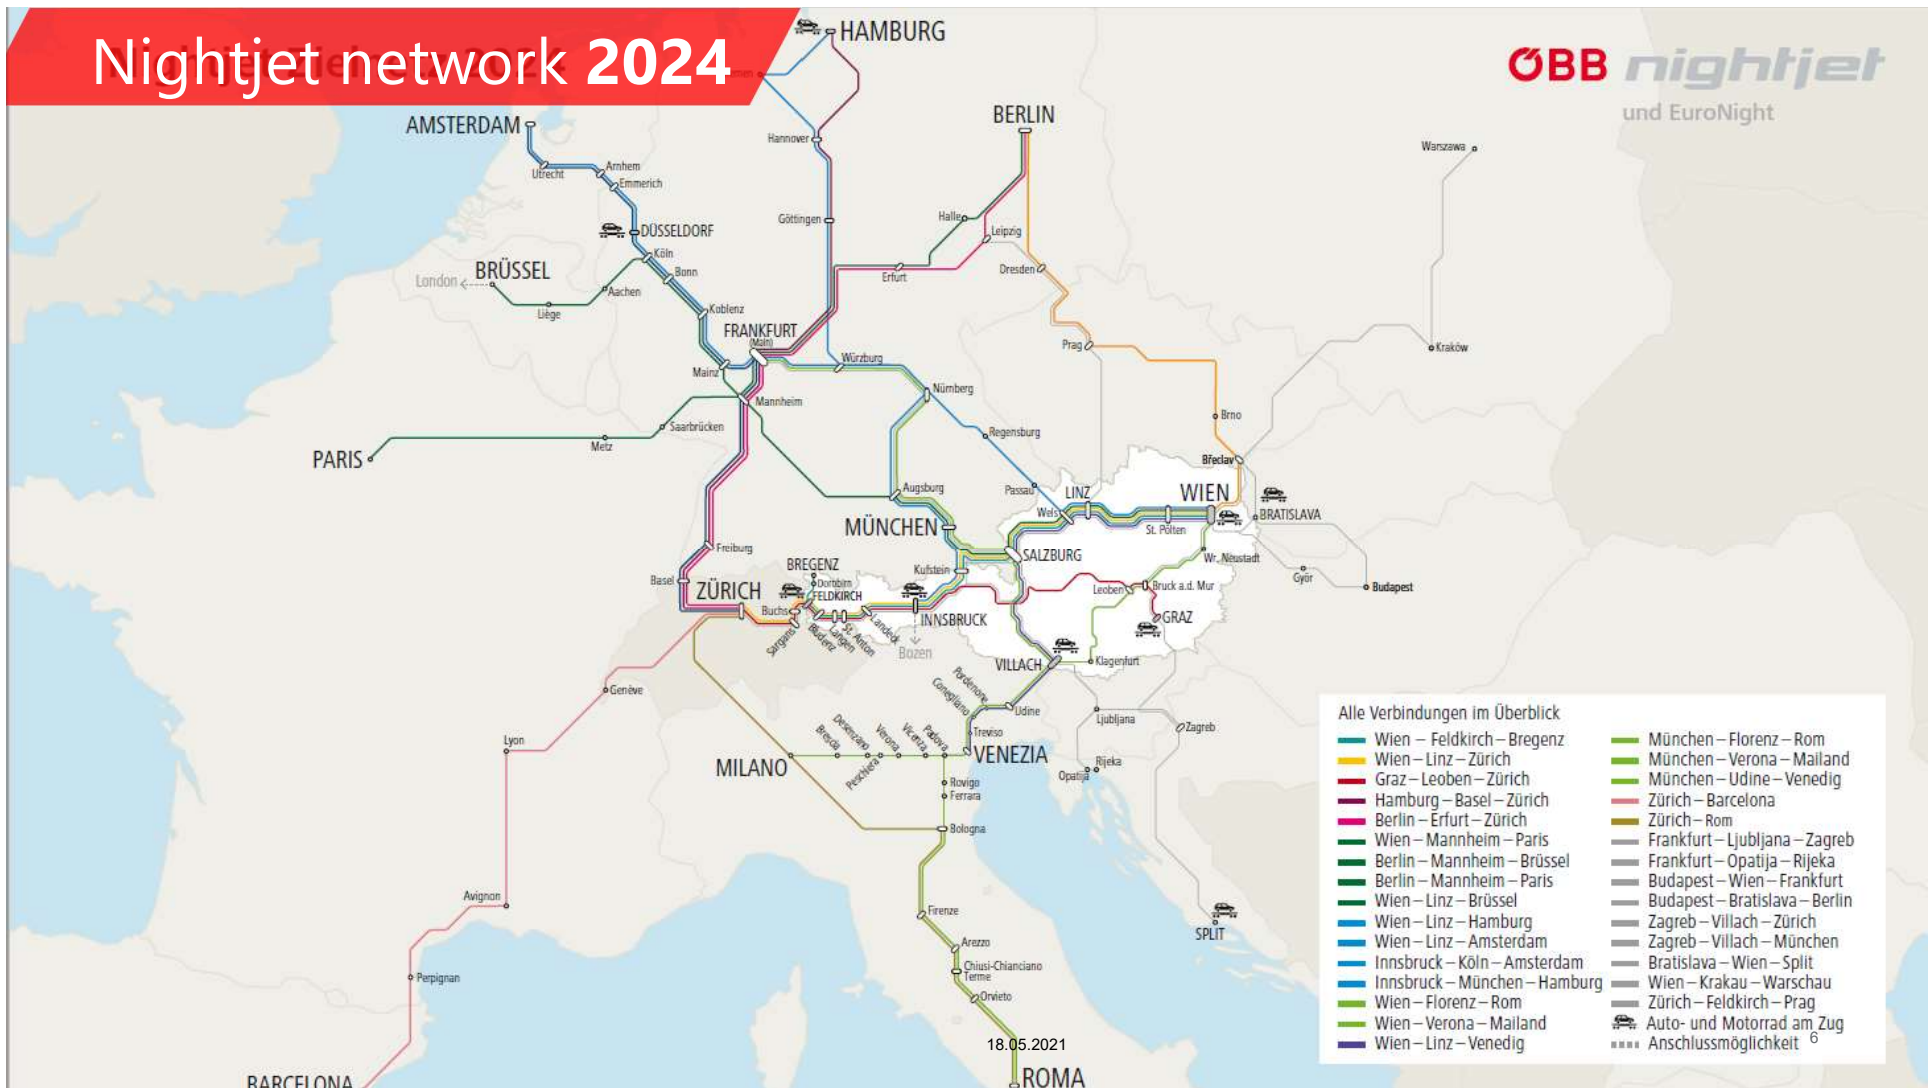 Nightjet network 2024
ÖBB nightjet
und EuroNight
HAMBURG
BERLIN
AMSTERDAM
Hannover
Warszawa
Utrecht
Arnhem
Emmerich
Göttingen
Halle
Leipzig
DÜSSELDORF
Köln
Bonn
BRÜSSEL
London
Aachen
Liège
Erfurt
Dresden
Koblenz
FRANKFURT
(Main)
Würzburg
Prag
Kraków
Mainz
Nürnberg
Mannheim
Brno
Saarbrücken
Metz
Regensburg
PARIS
Břeclav
Augsburg
Passau
LINZ
WIEN
Wels
St. Pölten
BRATISLAVA
MÜNCHEN
SALZBURG
Freiburg
Wr. Neustadt
BREGENZ
Kufstein
Basel
ZÜRICH
Dornbirn
FELDKIRCH
Leoben
Bruck a.d. Mur
Győr
Budapest
Buchs
INNSBRUCK
GRAZ
Sargans
Bludenz
Langen
St. Anton
Landeck
Bozen
VILLACH
Klagenfurt
Genève
Pordenone
Conegliano
Udine
Ljubljana
Zagreb
Treviso
Lyon
Brescia
Desenzano
Peschiera
Verona
Vicenza
Padova
VENEZIA
MILANO
Rijeka
Opatija
Rovigo
Ferrara
Bologna
Avignon
Firenze
SPLIT
Arezzo
Perpignan
Chiusi-Chianciano
Terme
Orvieto
18.05.2021
BARCELONA
ROMA
Alle Verbindungen im Überblick
Wien – Feldkirch – Bregenz
Wien – Linz – Zürich
Graz – Leoben – Zürich
Hamburg – Basel – Zürich
Berlin – Erfurt – Zürich
Wien – Mannheim – Paris
Berlin – Mannheim – Brüssel
Berlin – Mannheim – Paris
Wien – Linz – Brüssel
Wien – Linz – Hamburg
Wien – Linz – Amsterdam
Innsbruck – Köln – Amsterdam
Innsbruck – München – Hamburg
Wien – Florenz – Rom
Wien – Verona – Mailand
Wien – Linz – Venedig
München – Florenz – Rom
München – Verona – Mailand
München – Udine – Venedig
Zürich – Barcelona
Zürich – Rom
Frankfurt – Ljubljana – Zagreb
Frankfurt – Opatija – Rijeka
Budapest – Wien – Frankfurt
Budapest – Bratislava – Berlin
Zagreb – Villach – Zürich
Zagreb – Villach – München
Bratislava – Wien – Split
Wien – Krakau – Warschau
Zürich – Feldkirch – Prag
Auto- und Motorrad am Zug
Anschlussmöglichkeit
6